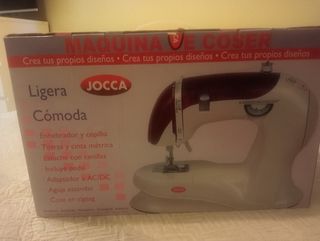 MAQUINA DE COSER
Crea tus propios diseños • Crea tus propios diseños • Crea tus propios diseños
Ligera
JOCCA
Cómoda
Enhebrador y cepillo
Tijeras y cinta métrica
Estuche con canillas
Incluye pedal
Adaptador a AC/DC
Aguja estándar
Cose en zigzag
JOCCA